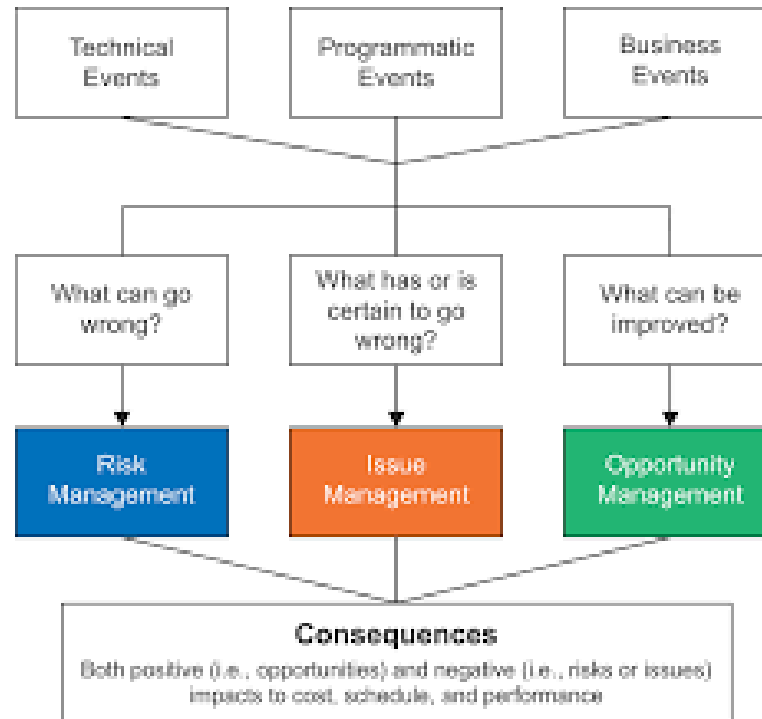 Technical
Events
Programmatic
Events
Business
Events
What can go
wrong?
What has or is
certain to go
wrong?
What can be
improved?
Risk
Management
Issue
Management
Opportunity
Management
Consequences
Both positive (i.e., opportunities) and negative (i.e., risks or issues)
impacts to cost, schedule, and performance